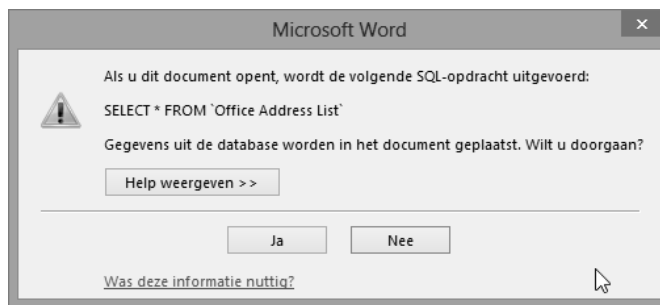 Microsoft Word
Als u dit document opent, wordt de volgende SQL-opdracht uitgevoerd:
SELECT * FROM `Office Address List`
Gegevens uit de database worden in het document geplaatst. Wilt u doorgaan?
Help weergeven >>
Ja Nee
Was deze informatie nuttig?